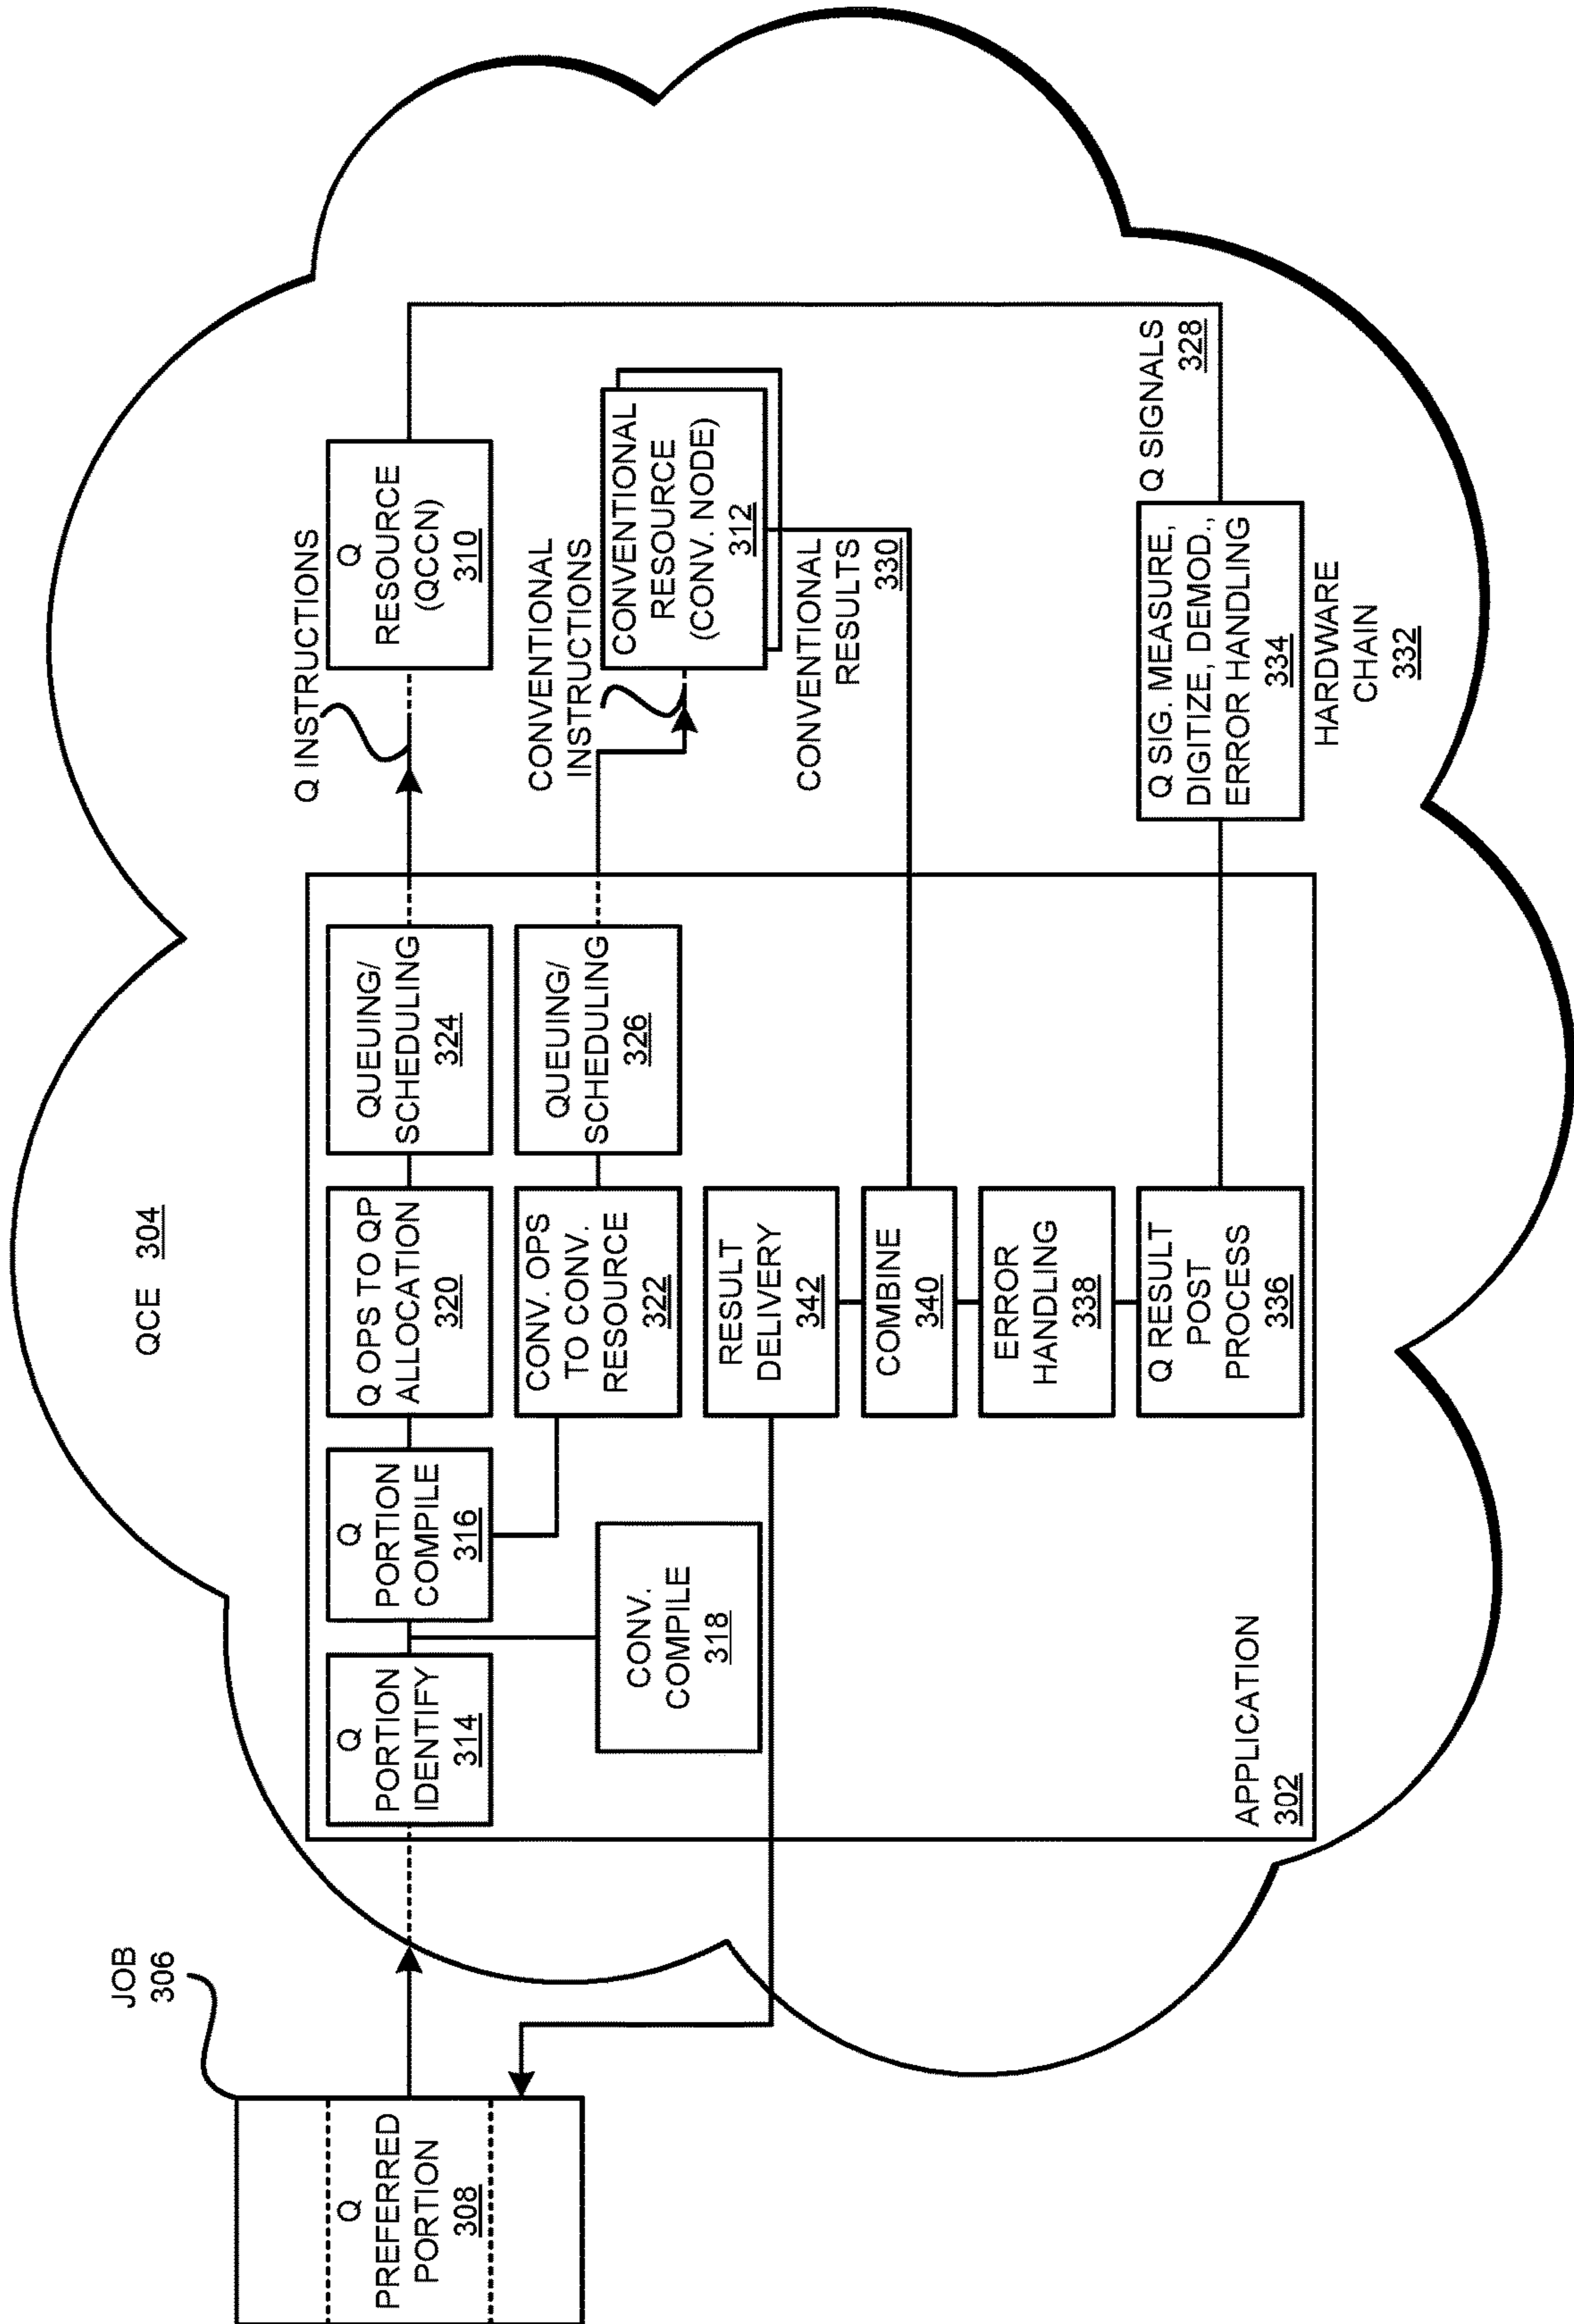 QCE 304
JOB
306
Q
PREFERRED
PORTION
308
Q
PORTION
IDENTIFY
314
Q
PORTION
COMPILE
316
Q OPS TO QP
ALLOCATION
320
QUEUING/
SCHEDULING
324
Q INSTRUCTIONS
Q
RESOURCE
(QCCN)
310
CONV.
COMPILE
318
CONV. OPS
TO CONV.
RESOURCE
322
QUEUING/
SCHEDULING
326
CONVENTIONAL
INSTRUCTIONS
CONVENTIONAL
RESOURCE
(CONV. NODE)
312
RESULT
DELIVERY
342
COMBINE
340
CONVENTIONAL
RESULTS
330
ERROR
HANDLING
338
Q RESULT
POST
PROCESS
336
Q SIG. MEASURE,
DIGITIZE, DEMOD.,
ERROR HANDLING
334
Q SIGNALS
328
HARDWARE
CHAIN
332
APPLICATION
302